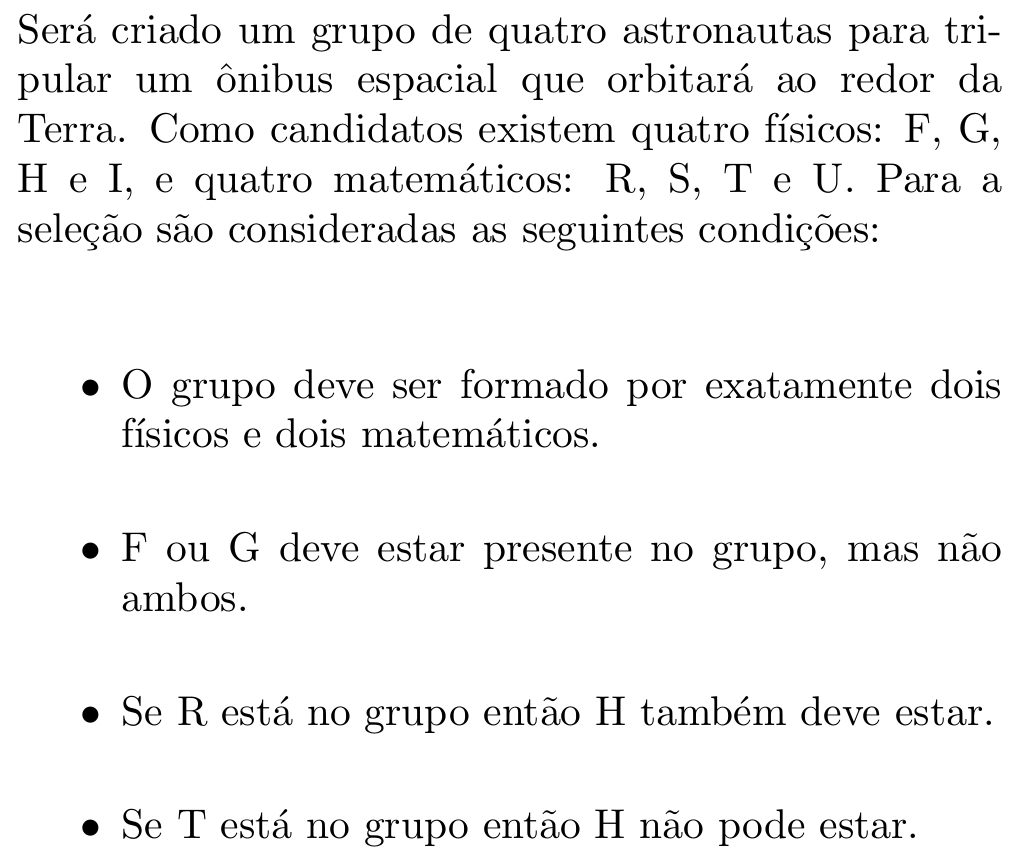 Será criado um grupo de quatro astronautas para tri-
pular um ônibus espacial que orbitará ao redor da
Terra. Como candidatos existem quatro físicos: F, G,
H e I, e quatro matemáticos: R, S, T e U. Para a
seleção são consideradas as seguintes condições:
• O grupo deve ser formado por exatamente dois
físicos e dois matemáticos.
• F ou G deve estar presente no grupo, mas não
ambos.
• Se R está no grupo então H também deve estar.
• Se T está no grupo então H não pode estar.